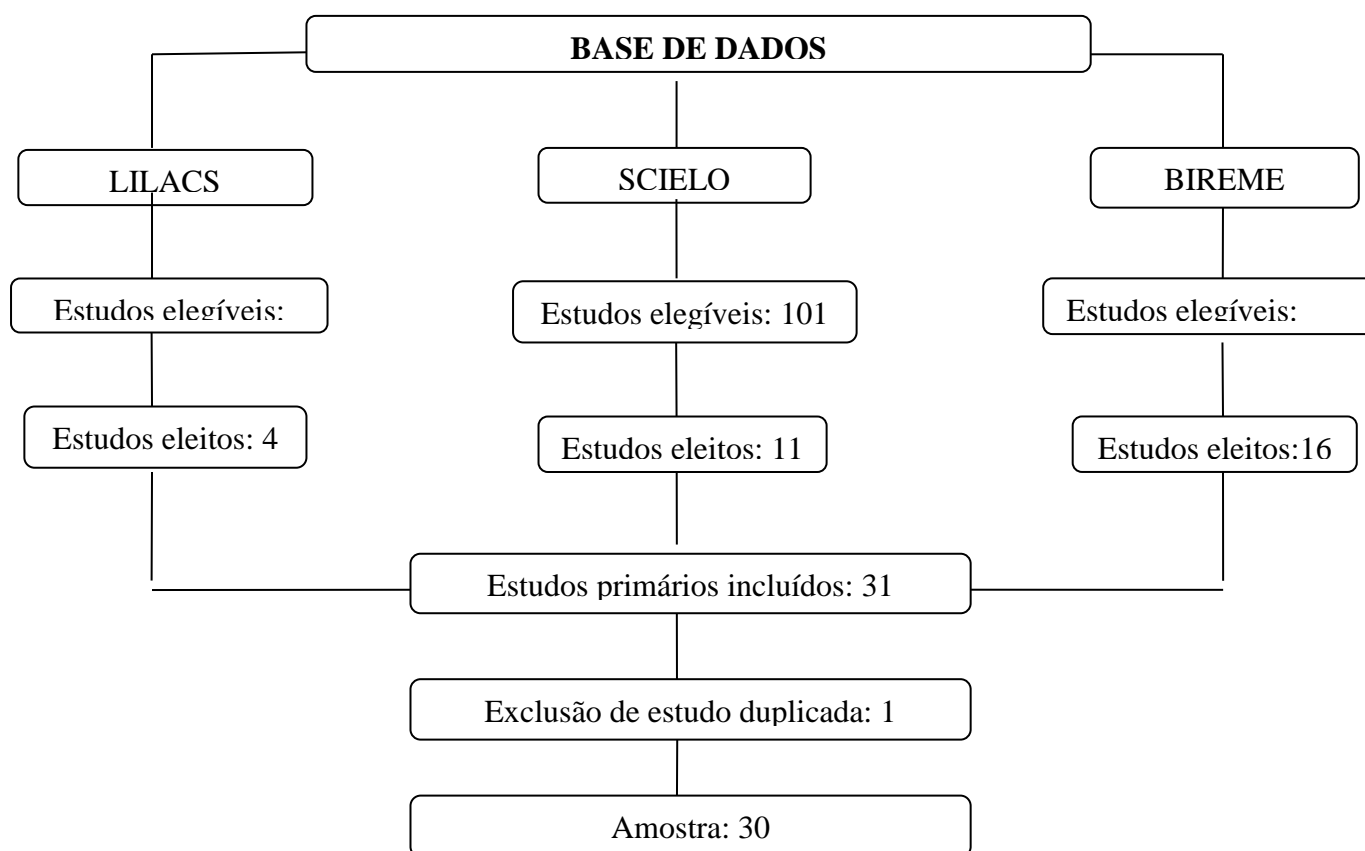 BASE DE DADOS
LILACS
SCIELO
BIREME
Estudos elegíveis:
Estudos elegíveis: 101
Estudos elegíveis:
Estudos eleitos: 4
Estudos eleitos: 11
Estudos eleitos:16
Estudos primários incluídos: 31
Exclusão de estudo duplicada: 1
Amostra: 30